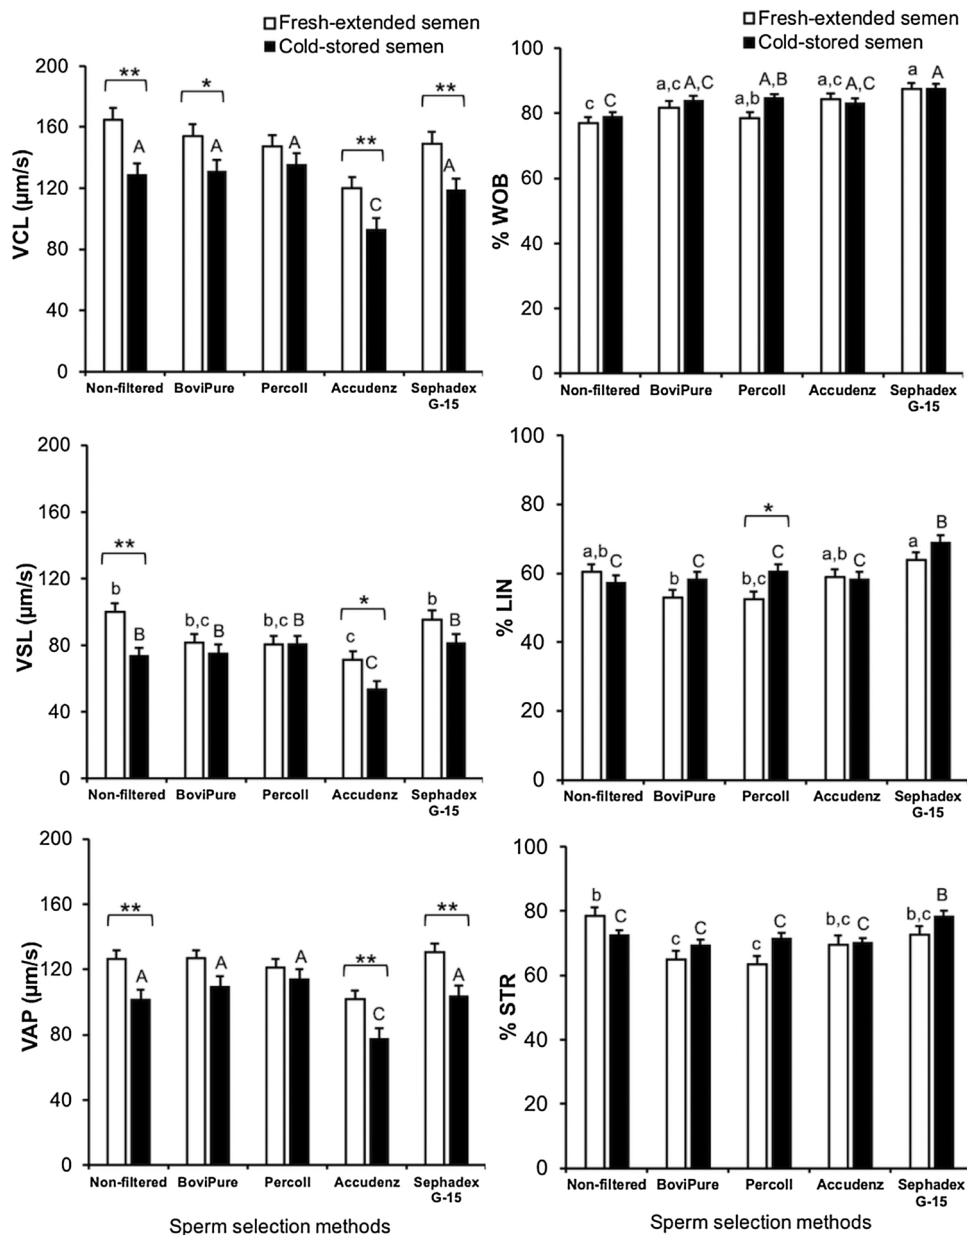 Fresh-extended semen
Cold-stored semen
VCL (µm/s)
200
160
120
80
40
0
**
*
**
**
A
A
A
C
A
Non-filtered BoviPure Percoll Accudenz Sephadex
G-15
Fresh-extended semen
Cold-stored semen
% WOB
100
80
60
40
20
0
c C a,c A,C a,b A,B a,c A,C a A
Non-filtered BoviPure Percoll Accudenz Sephadex
G-15
VSL (µm/s)
200
160
120
80
40
0
**
*
b B b,c B b,c B c C b B
Non-filtered BoviPure Percoll Accudenz Sephadex
G-15
% LIN
100
80
60
40
20
0
*
a,b C b C b,c C a,b C a B
Non-filtered BoviPure Percoll Accudenz Sephadex
G-15
VAP (µm/s)
200
160
120
80
40
0
**
**
**
A
A
A
C
A
Non-filtered BoviPure Percoll Accudenz Sephadex
G-15
Sperm selection methods
% STR
100
80
60
40
20
0
b C c C c C b,c C b,c B
Non-filtered BoviPure Percoll Accudenz Sephadex
G-15
Sperm selection methods